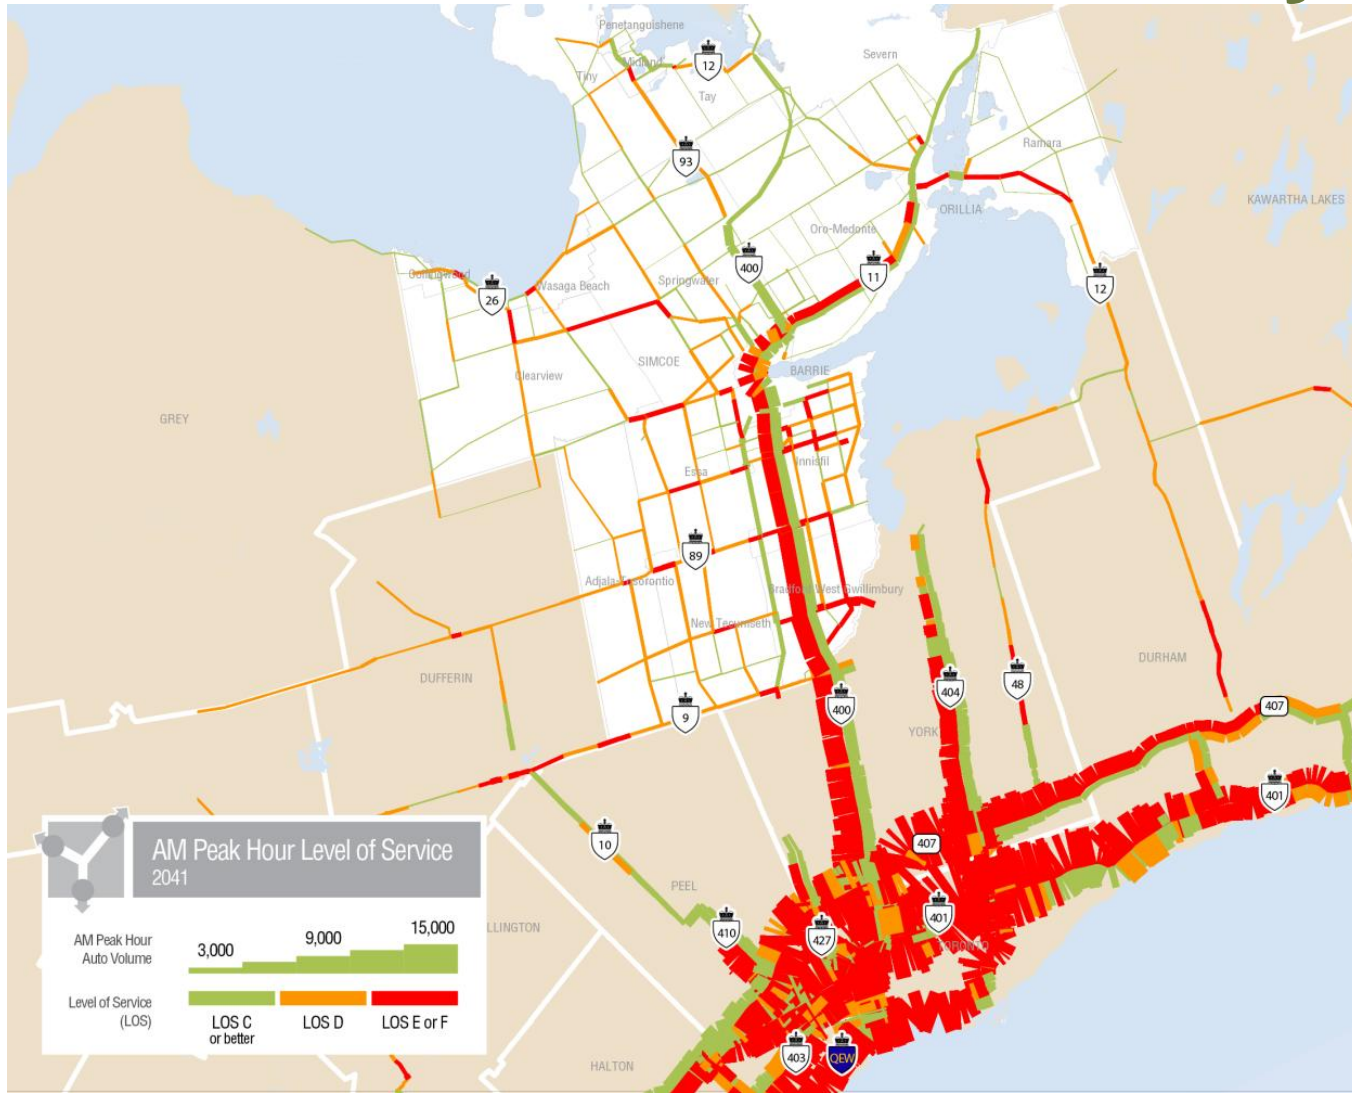 Penetanguishene
Severn
Midland
12
Tiny
Tay
93
Ramara
KAWARTHA LAKES
ORILLIA
Oro-Medonte
400
11
12
Collingwood
26
Wasaga Beach
Springwater
SIMCOE
BARRIE
Clearview
GREY
Essa
Innisfil
89
Adjala-Tosorontio
Bradford West Gwillimbury
New Tecumseth
DUFFERIN
9
400
404
48
DURHAM
YORK
407
401
10
407
PEEL
410
427
401
TORONTO
LLINGTON
403
QEW
HALTON
AM Peak Hour Level of Service
2041
AM Peak Hour
Auto Volume
3,000
9,000
15,000
Level of Service
(LOS)
LOS C
or better
LOS D
LOS E or F